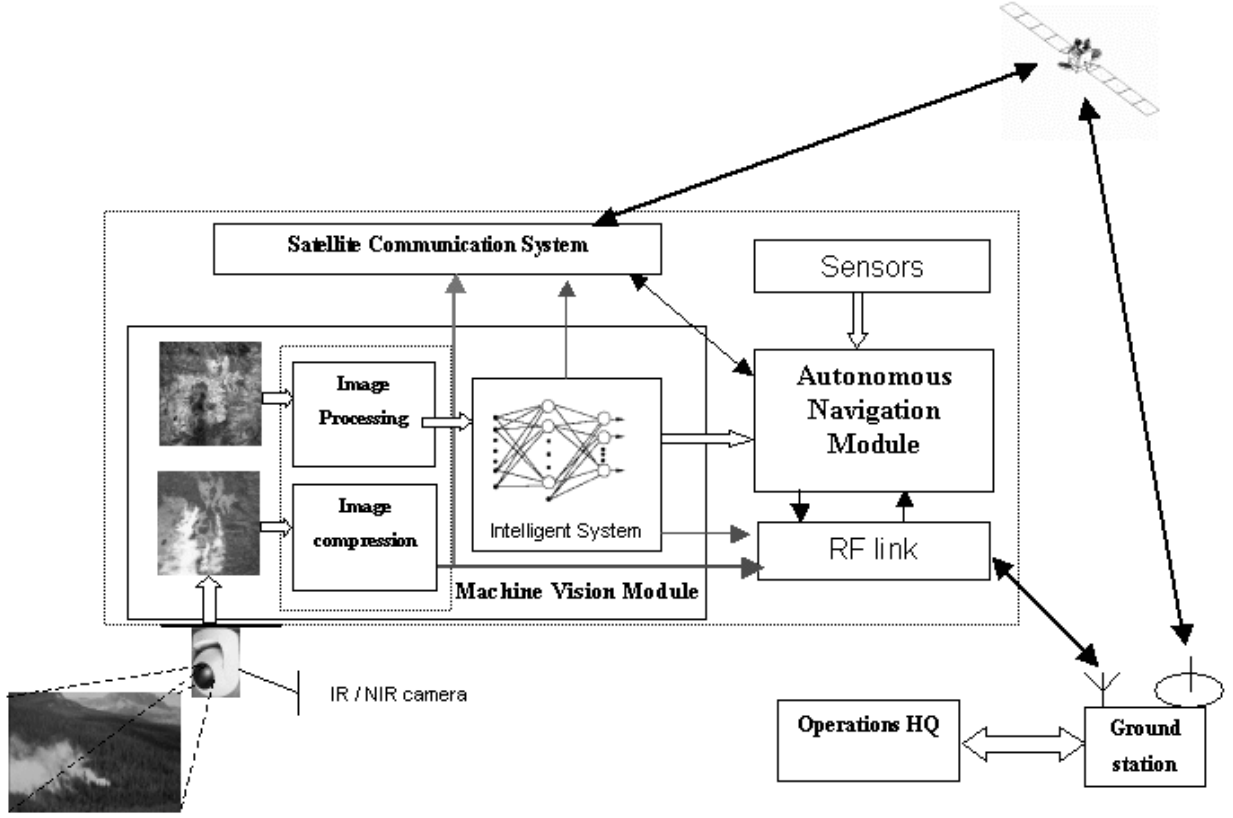 Satellite Communication System
Sensors
Image
Processing
Autonomous
Navigation
Module
Image
compression
Intelligent System
RF link
Machine Vision Module
IR / NIR camera
Operations HQ
Ground
station